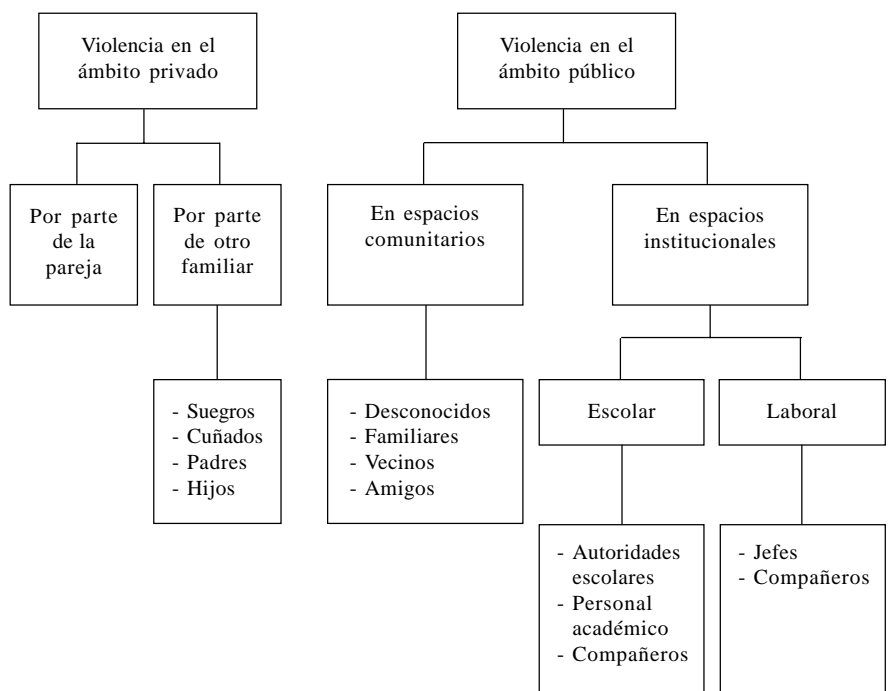 Violencia en el
ámbito privado
Violencia en el
ámbito público
Por parte
de la
pareja
Por parte
de otro
familiar
En espacios
comunitarios
En espacios
institucionales
- Suegros
- Cuñados
- Padres
- Hijos
- Desconocidos
- Familiares
- Vecinos
- Amigos
Escolar
Laboral
- Autoridades
escolares
- Personal
académico
- Compañeros
- Jefes
- Compañeros